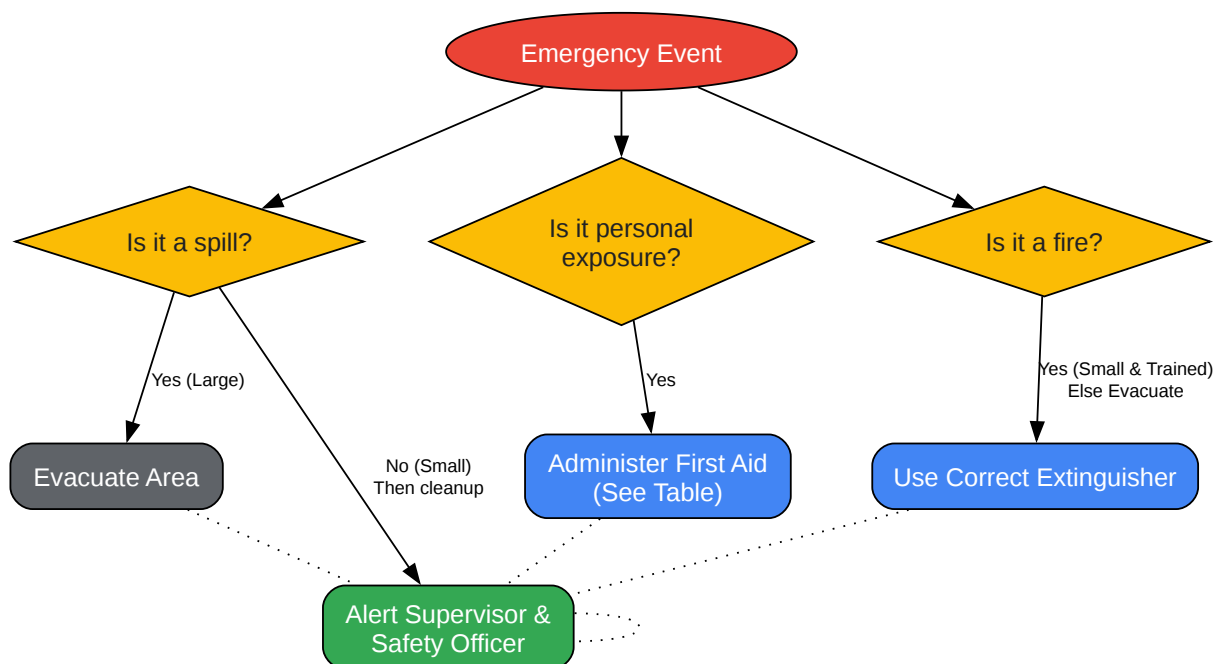 Emergency Event
Is it a spill?
Is it personal
exposure?
Is it a fire?
Yes (Large)
Yes
Yes (Small & Trained)
Else Evacuate
Evacuate Area
No (Small)
Then cleanup
Administer First Aid
(See Table)
Use Correct Extinguisher
Alert Supervisor &
Safety Officer